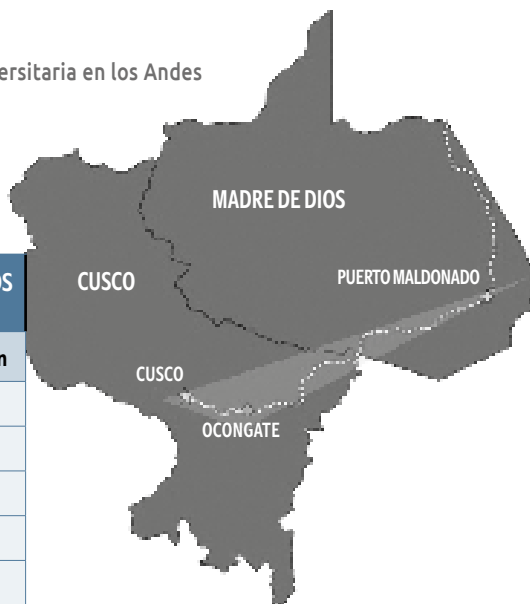 ersitaria en los Andes
MADRE DE DIOS
OS
CUSCO
PUERTO MALDONADO
n
CUSCO
OCONGATE